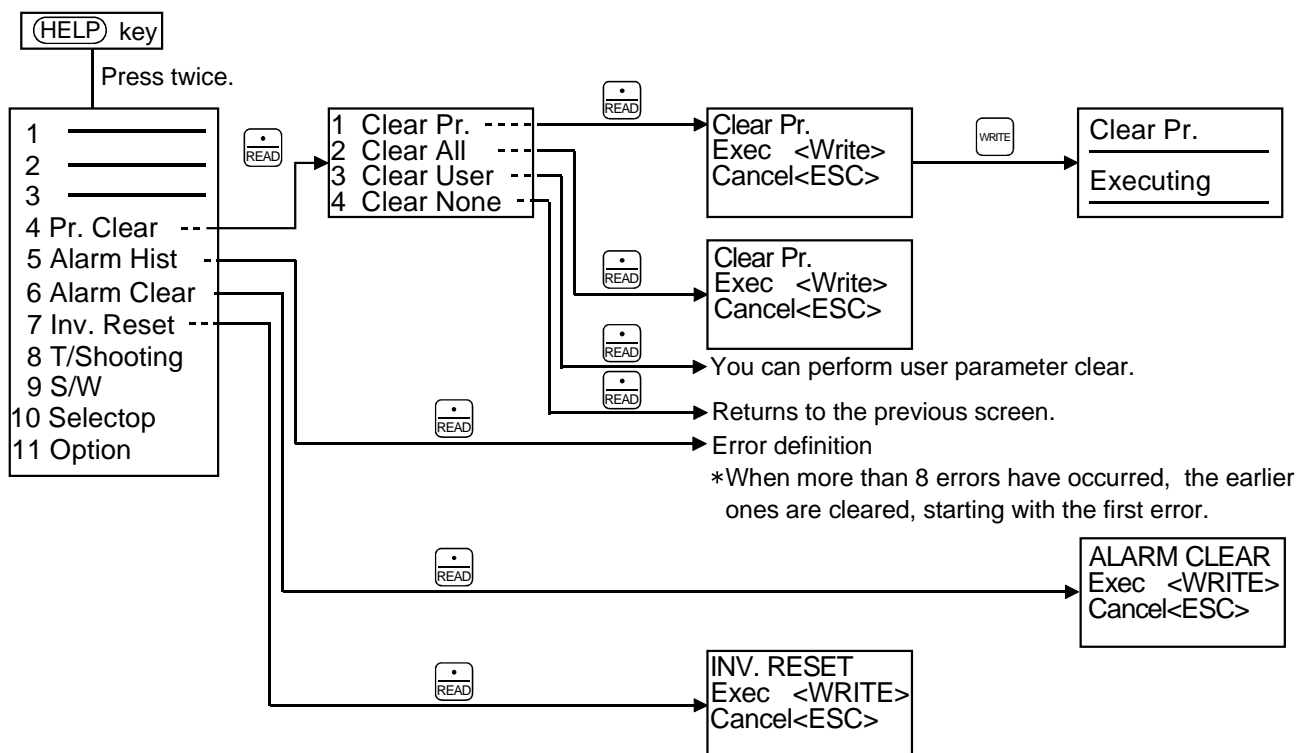 HELP key
Press twice.
1
2
3
4 Pr. Clear
5 Alarm Hist
6 Alarm Clear
7 Inv. Reset
8 T/Shooting
9 S/W
10 Selectop
11 Option
READ
1 Clear Pr.
2 Clear All
3 Clear User
4 Clear None
READ
Clear Pr.
Exec <Write>
Cancel<ESC>
WRITE
Clear Pr.
Executing
READ
Clear Pr.
Exec <Write>
Cancel<ESC>
READ
You can perform user parameter clear.
READ
Returns to the previous screen.
READ
Error definition
*When more than 8 errors have occurred, the earlier
ones are cleared, starting with the first error.
READ
ALARM CLEAR
Exec <WRITE>
Cancel<ESC>
READ
INV. RESET
Exec <WRITE>
Cancel<ESC>